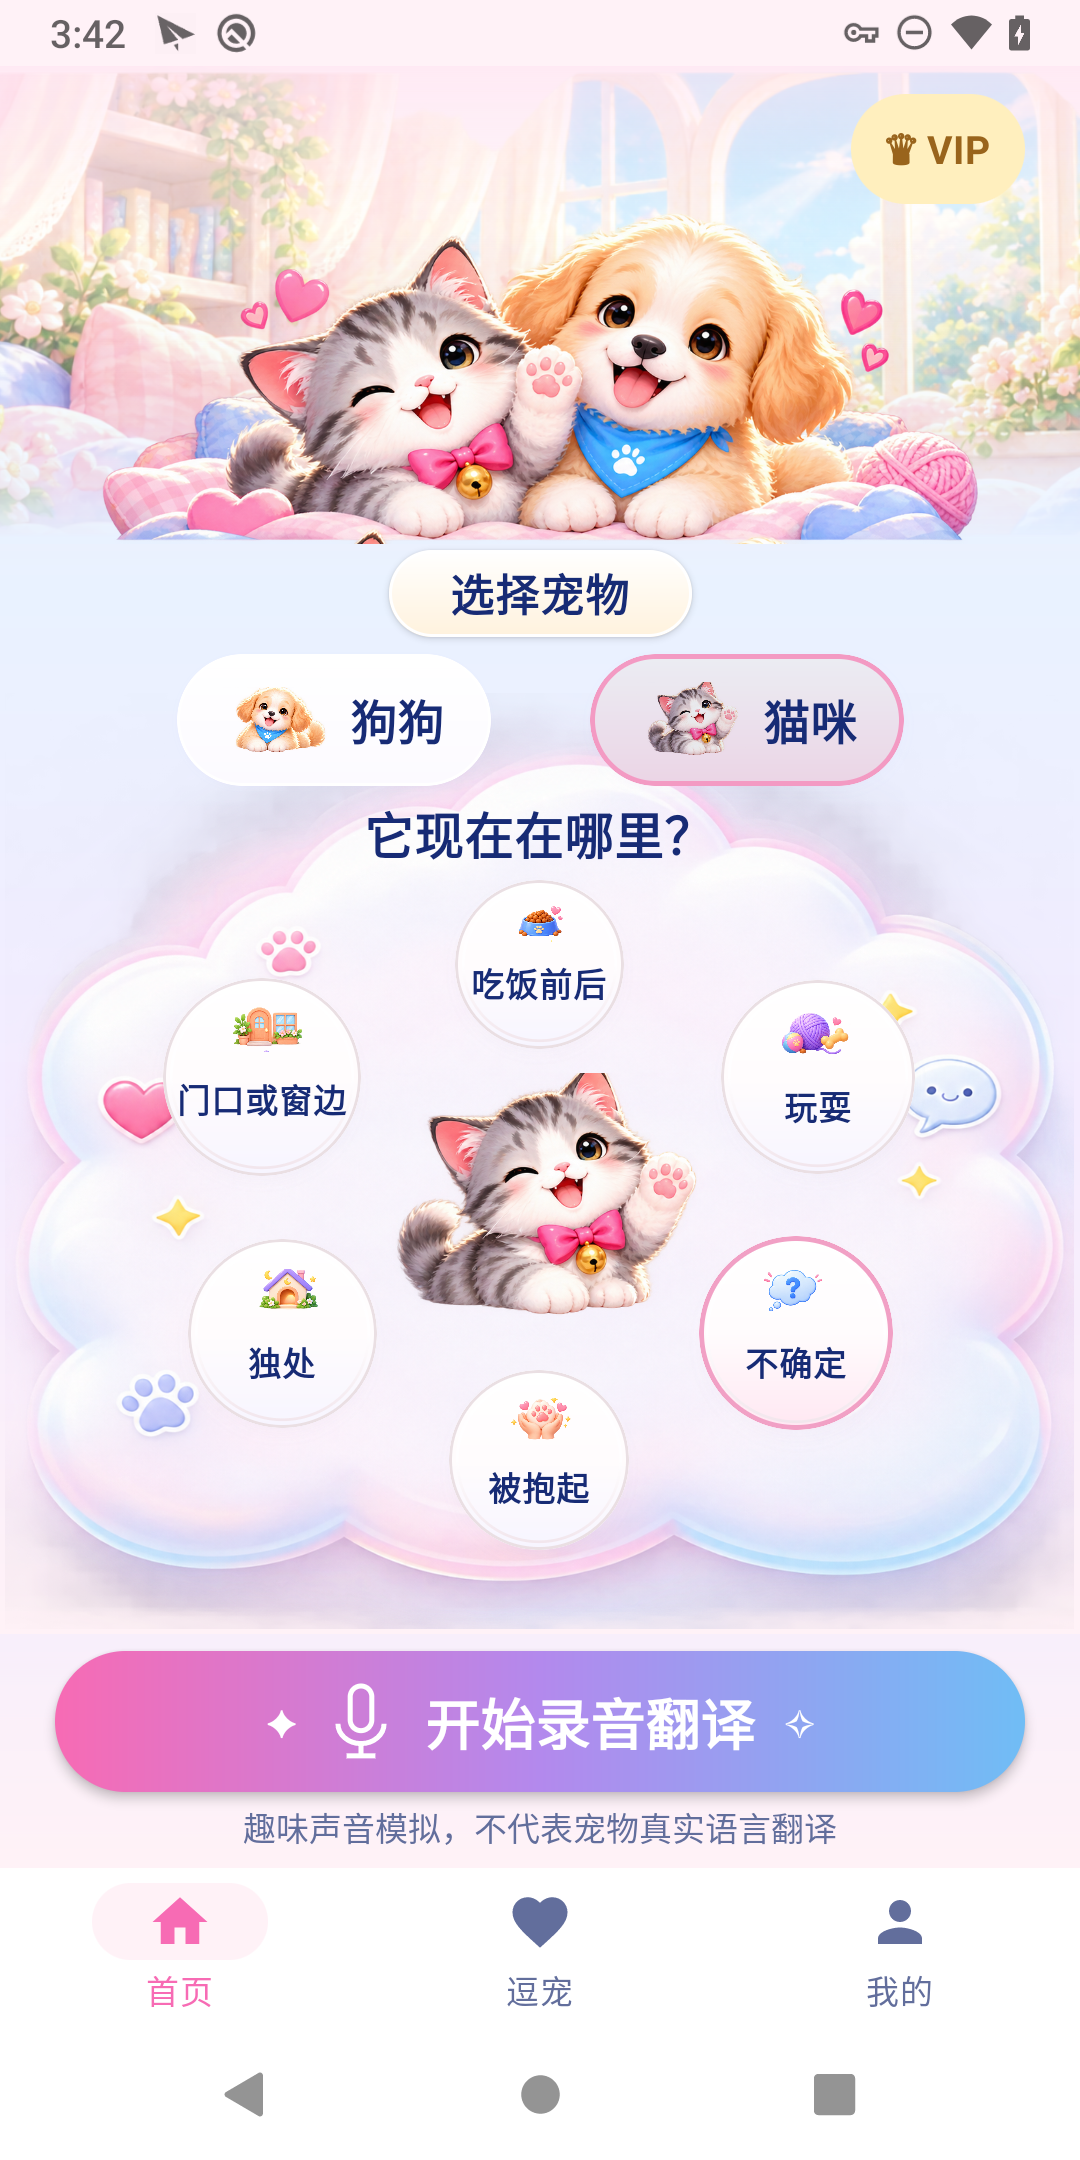 3:42
VIP
选择宠物
狗狗
猫咪
它现在在哪里？
吃饭前后
门口或窗边
玩耍
独处
不确定
被抱起
开始录音翻译
趣味声音模拟，不代表宠物真实语言翻译
首页
逗宠
我的